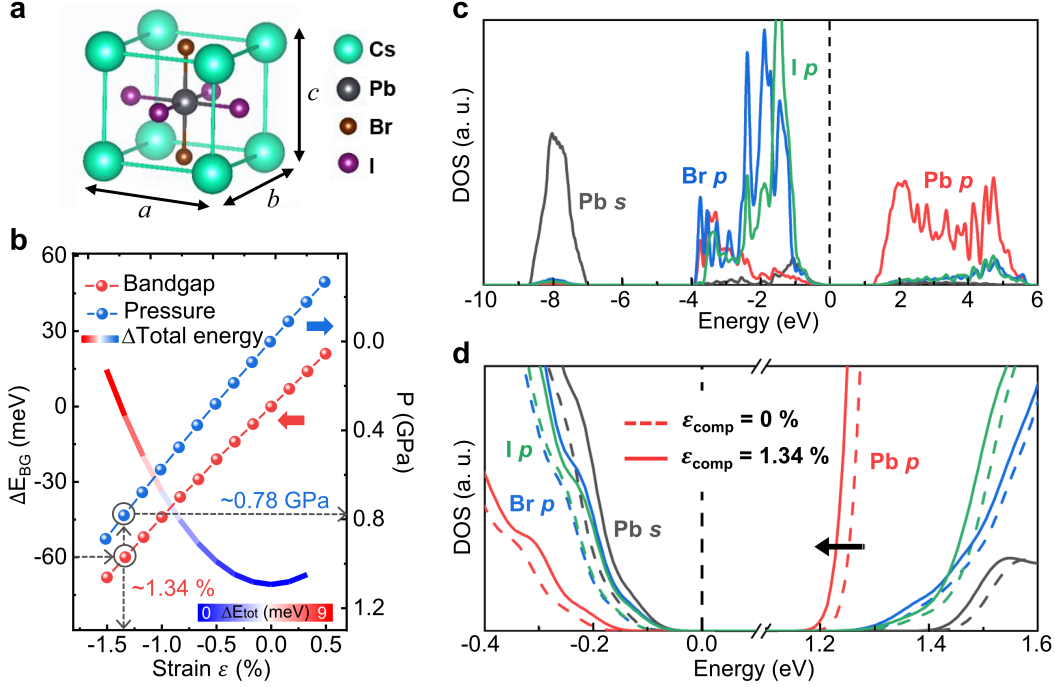 a
Cs
Pb
Br
I
a
b
c
b
Bandgap
Pressure
ΔTotal energy
~0.78 GPa
~1.34 %
0 ΔEtot (meV) 9
60
30
0
-30
-60
ΔE_BG (meV)
0.0
0.4
0.8
1.2
P (GPa)
-1.5 -1.0 -0.5 0.0 0.5
Strain ε (%)
c
DOS (a. u.)
Pb s
Br p
I p
Pb p
-10 -8 -6 -4 -2 0 2 4 6
Energy (eV)
d
DOS (a. u.)
I p
Br p
Pb s
ε_comp = 0 %
ε_comp = 1.34 %
Pb p
-0.4 -0.2 0.0 1.2 1.4 1.6
Energy (eV)